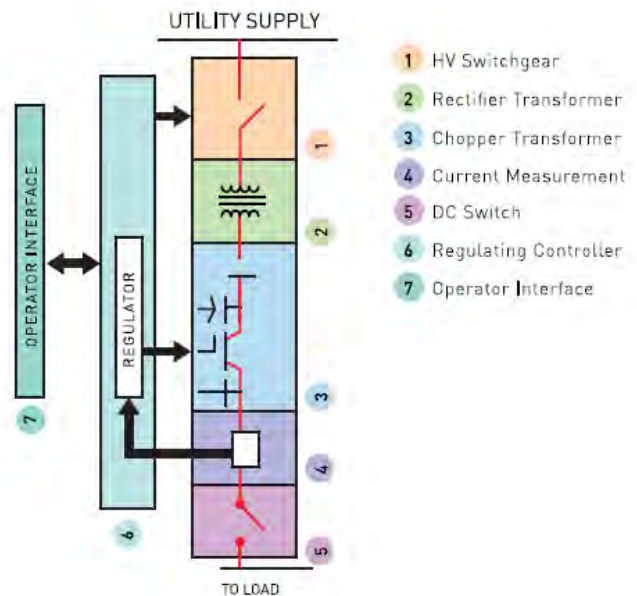 UTILITY SUPPLY
1 HV Switchgear
2 Rectifier Transformer
3 Chopper Transformer
4 Current Measurement
5 DC Switch
6 Regulating Controller
7 Operator Interface
OPERATOR INTERFACE
REGULATOR
1
2
3
4
5
6
7
TO LOAD